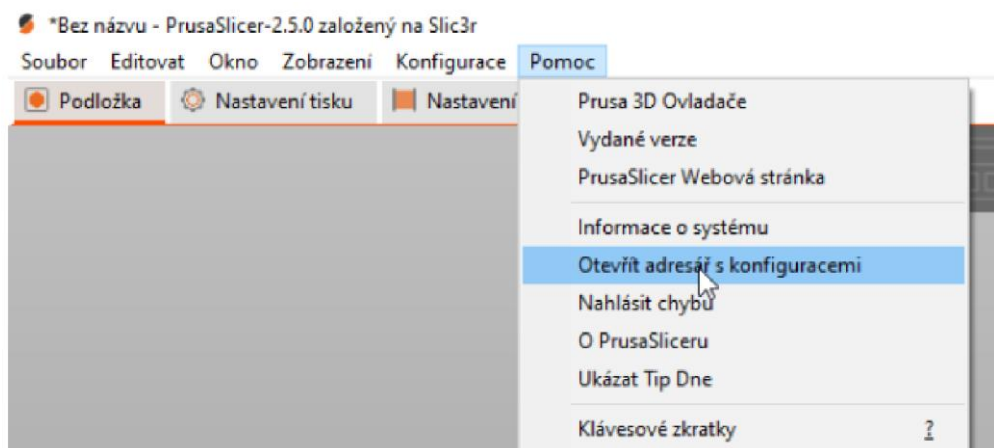 *Bez názvu - PrusaSlicer-2.5.0 založený na Slic3r
Soubor Editovat Okno Zobrazení Konfigurace Pomoc
Podložka Nastavení tisku Nastavení
Prusa 3D Ovladače
Vydané verze
PrusaSlicer Webová stránka
Informace o systému
Otevřít adresář s konfiguracemi
Nahlásit chybu
O PrusaSliceru
Ukázat Tip Dne
Klávesové zkratky ?